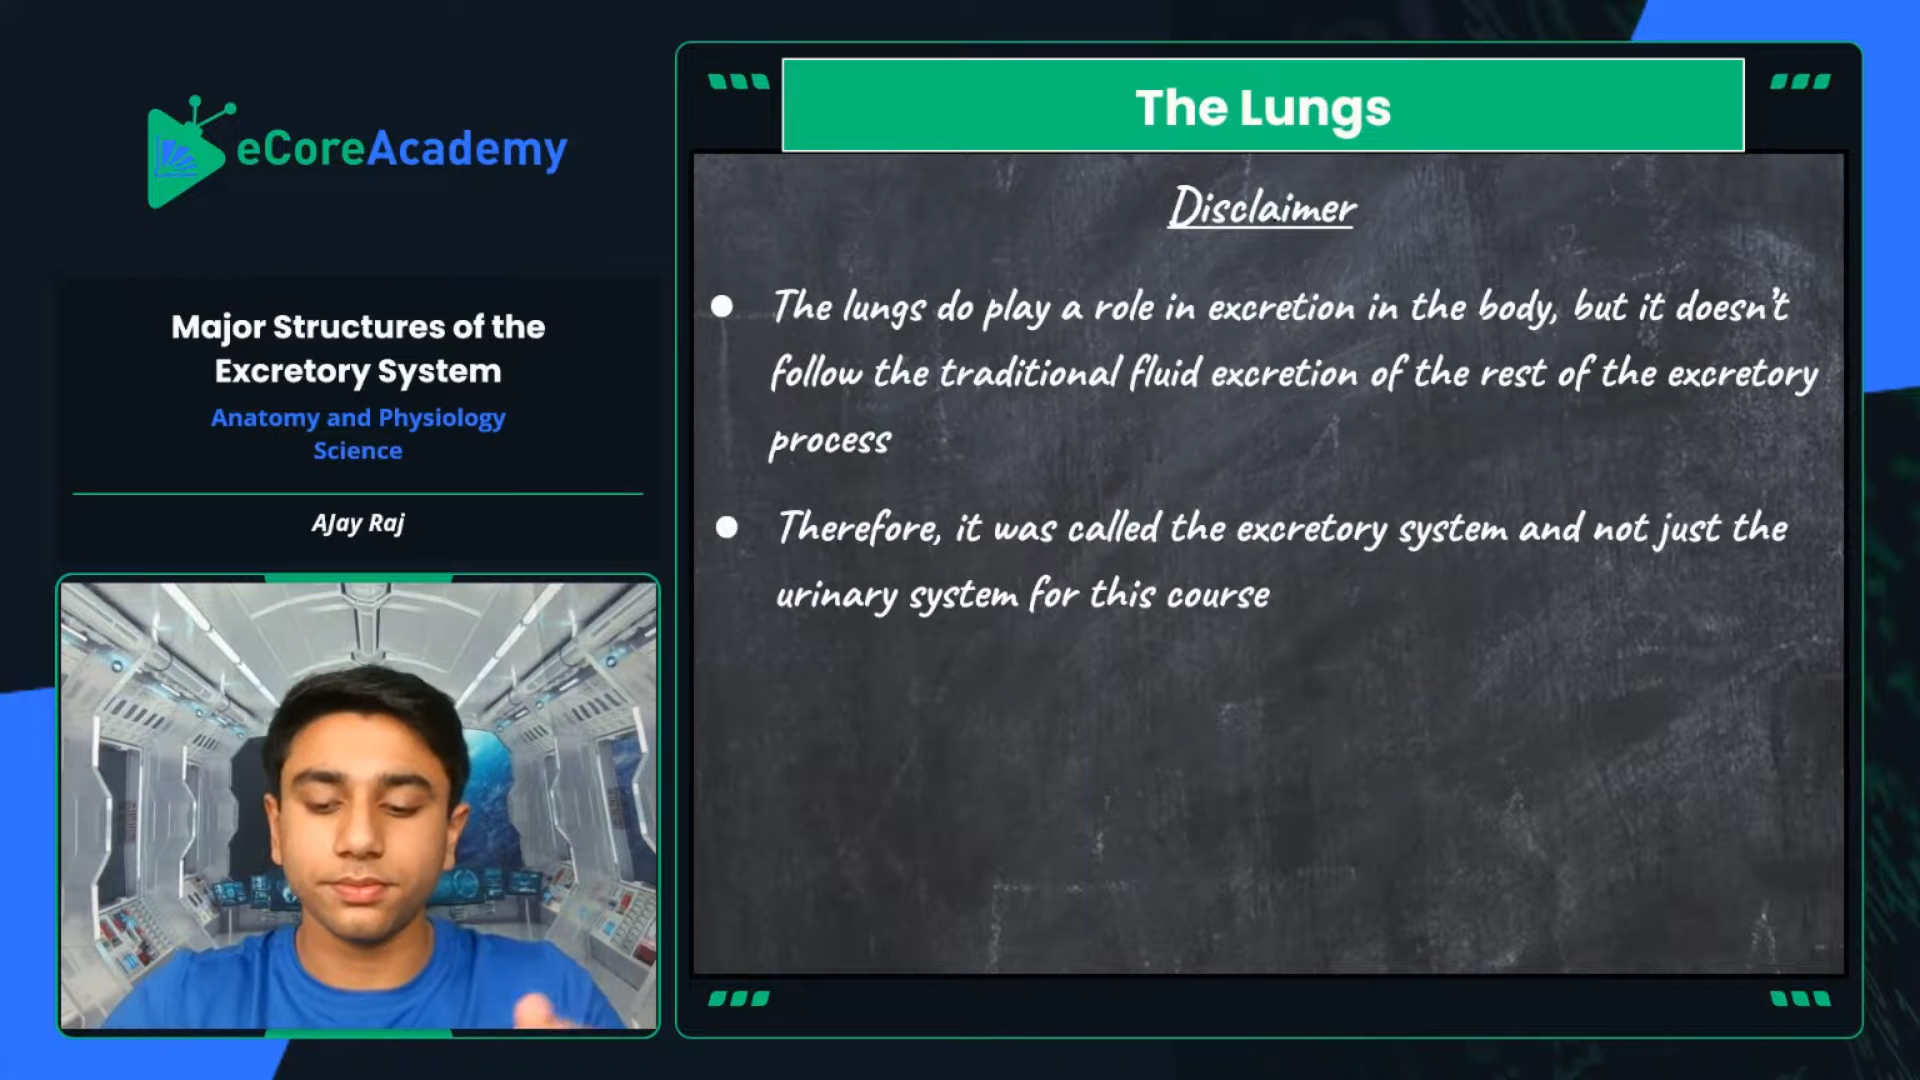 eCoreAcademy
Major Structures of the
Excretory System
Anatomy and Physiology
Science
AJay Raj
The Lungs
Disclaimer
● The lungs do play a role in excretion in the body, but it doesn't
follow the traditional fluid excretion of the rest of the excretory
process
● Therefore, it was called the excretory system and not just the
urinary system for this course